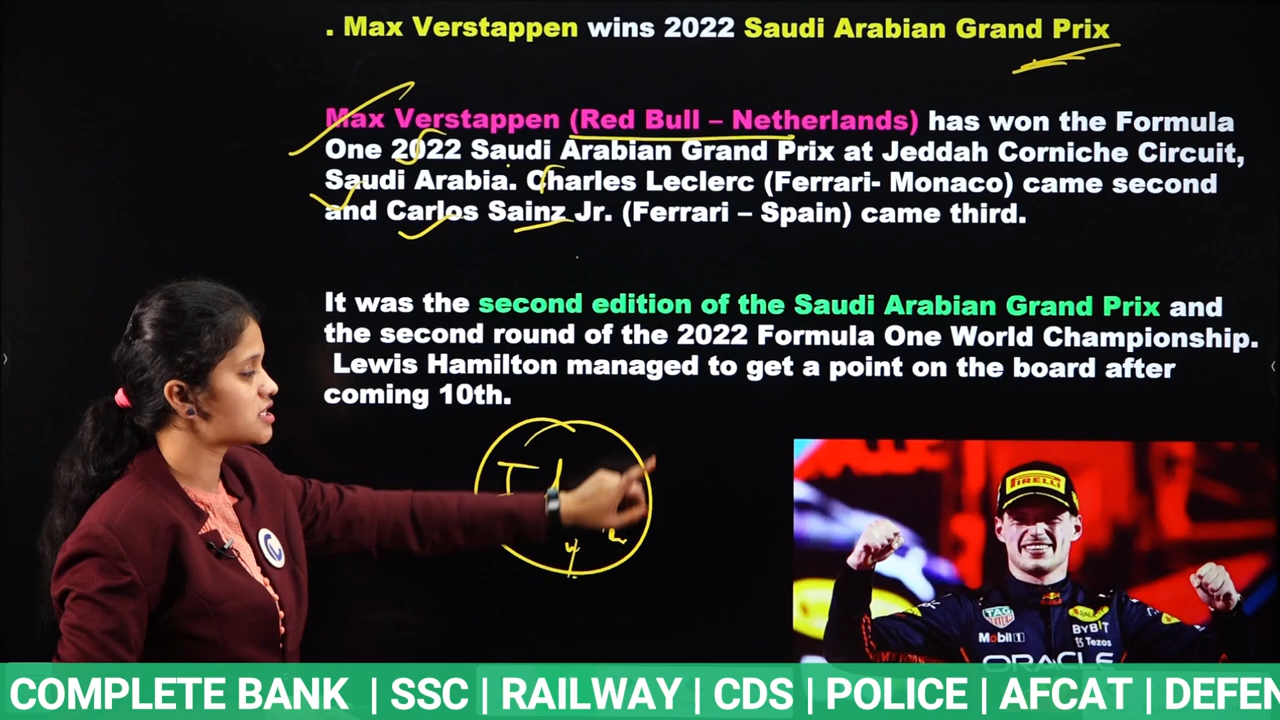 . Max Verstappen wins 2022 Saudi Arabian Grand Prix
Max Verstappen (Red Bull – Netherlands) has won the Formula
One 2022 Saudi Arabian Grand Prix at Jeddah Corniche Circuit,
Saudi Arabia. Charles Leclerc (Ferrari- Monaco) came second
and Carlos Sainz Jr. (Ferrari – Spain) came third.
It was the second edition of the Saudi Arabian Grand Prix and
the second round of the 2022 Formula One World Championship.
Lewis Hamilton managed to get a point on the board after
coming 10th.
PIRELLI
TAG
HEUER
Mobil 1
BYBIT
Tezos
ORACLE
COMPLETE BANK | SSC | RAILWAY | CDS | POLICE | AFCAT | DEFEN